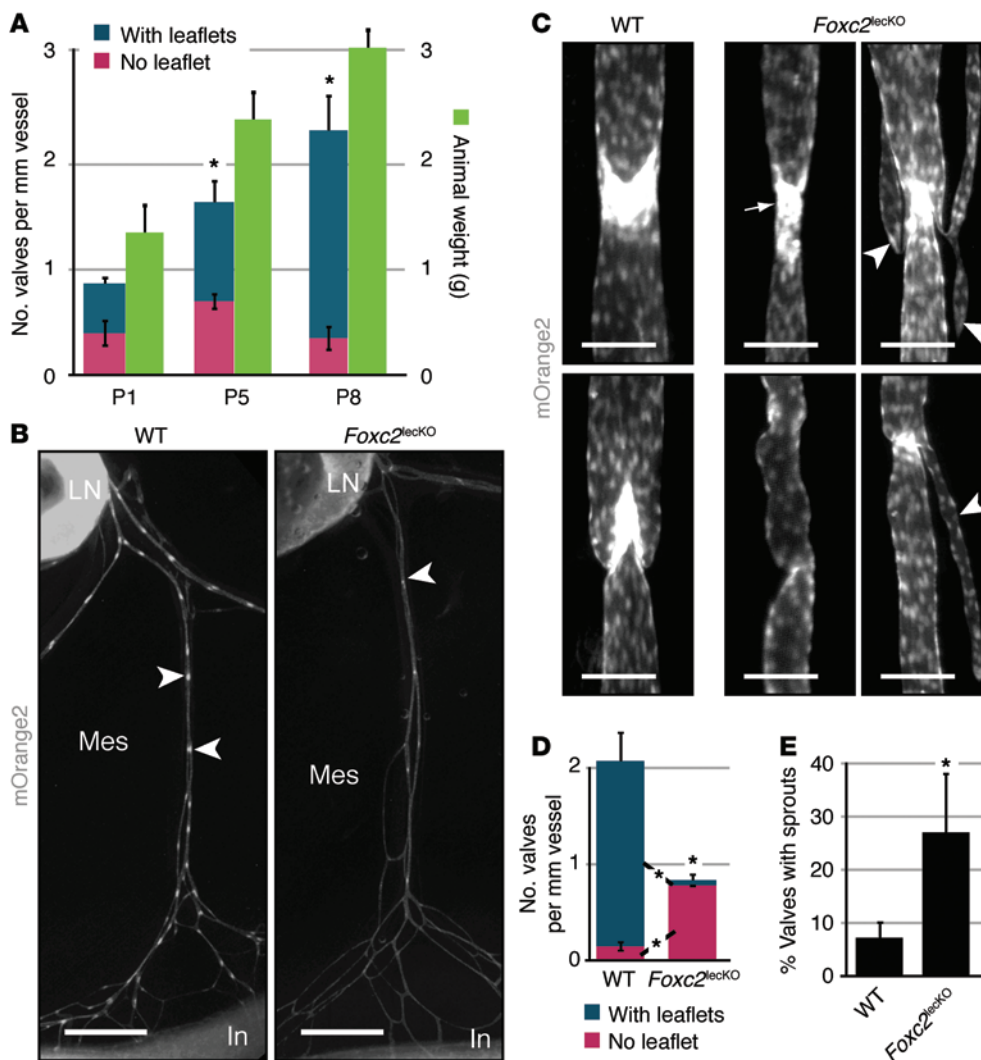 A
With leaflets
No leaflet
No. valves per mm vessel
3
2
1
0
*
*
3
2
1
0
Animal weight (g)
P1
P5
P8
B
WT
Foxc2lecKO
mOrange2
LN
Mes
In
LN
Mes
In
C
WT
Foxc2lecKO
mOrange2
D
No. valves
per mm vessel
2
1
0
*
*
*
WT
Foxc2lecKO
With leaflets
No leaflet
E
% Valves with sprouts
40
30
20
10
0
*
WT
Foxc2lecKO